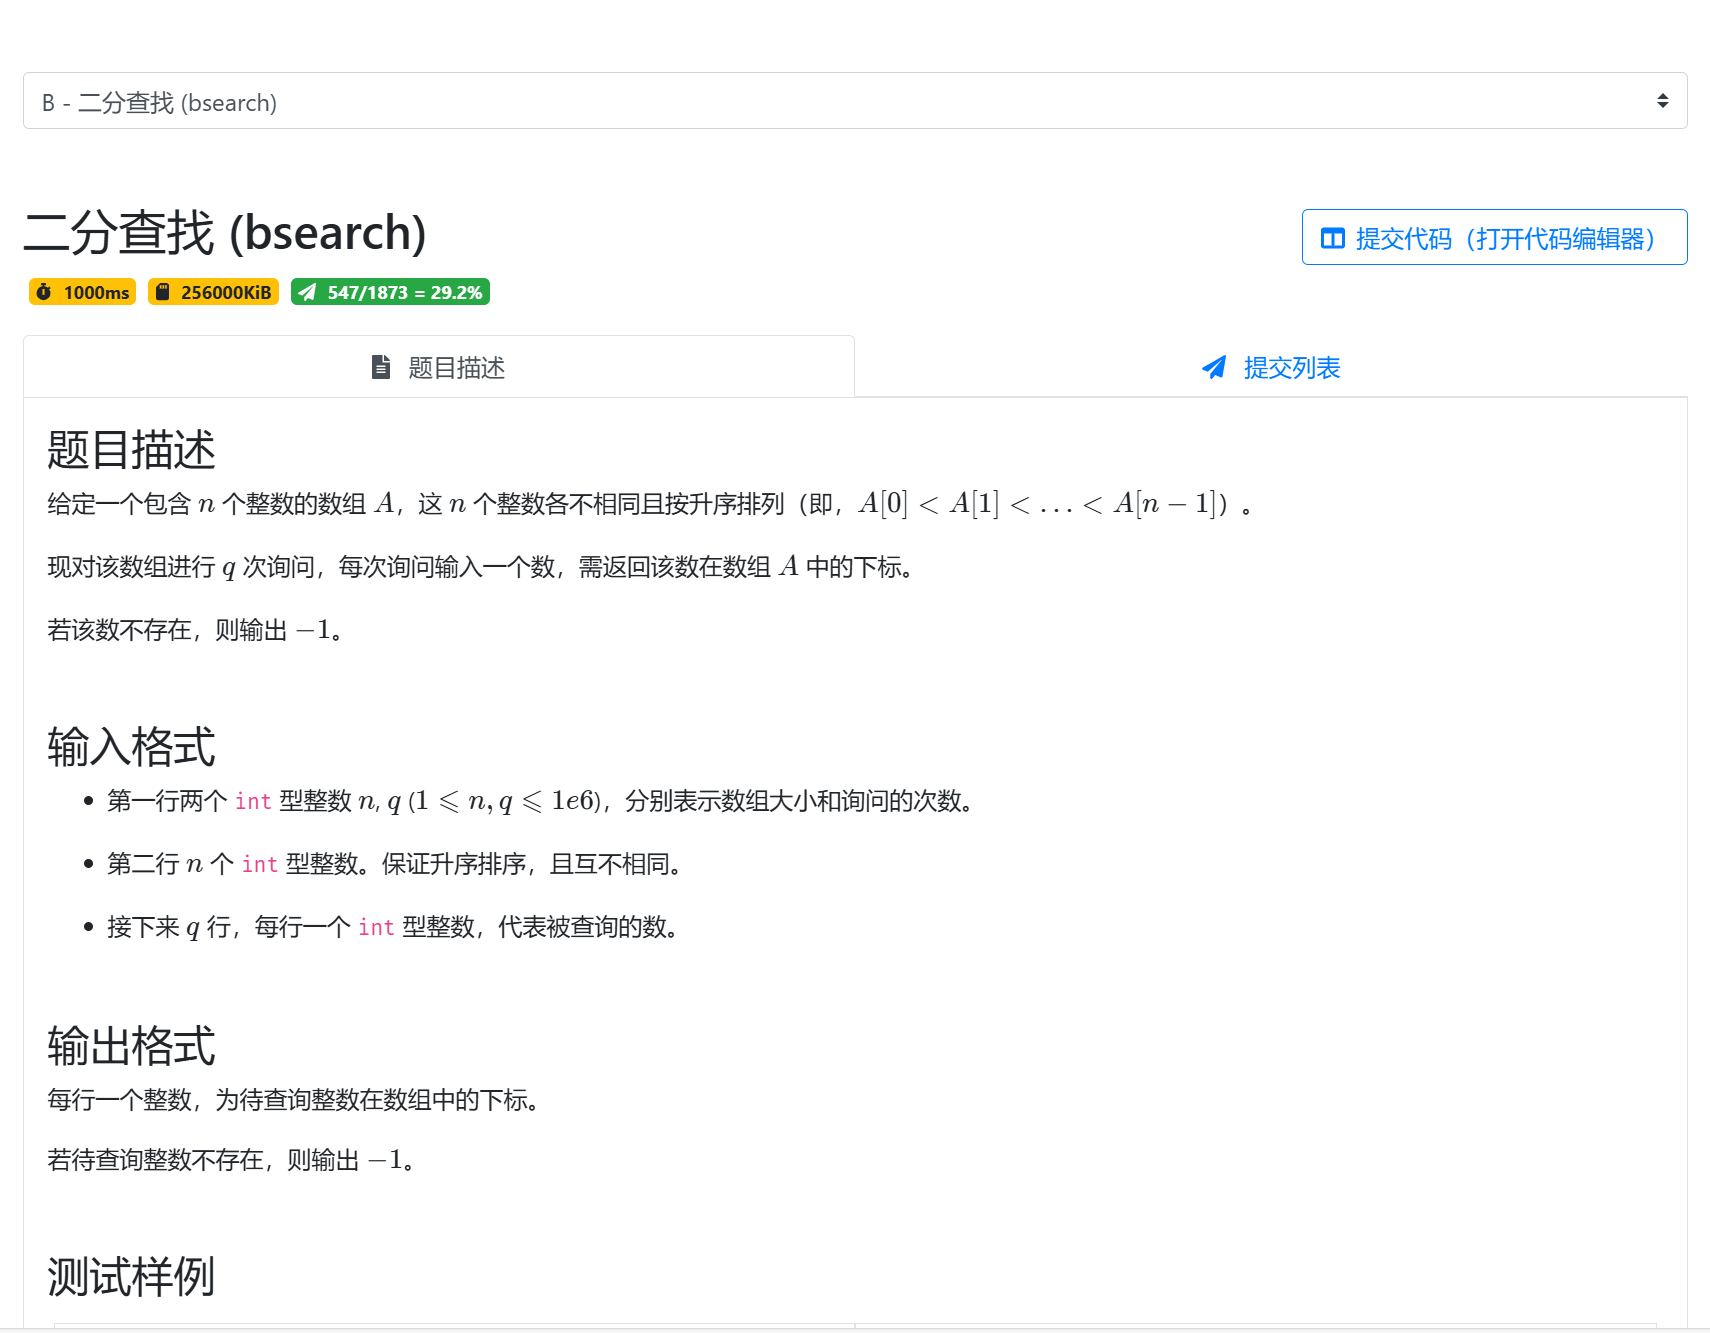 B - 二分查找 (bsearch)
二分查找 (bsearch)
提交代码（打开代码编辑器）
1000ms 256000KiB 547/1873 = 29.2%
题目描述 提交列表
题目描述
给定一个包含 n 个整数的数组 A，这 n 个整数各不相同且按升序排列（即，A[0] < A[1] < … < A[n − 1]）。
现对该数组进行 q 次询问，每次询问输入一个数，需返回该数在数组 A 中的下标。
若该数不存在，则输出 −1。
输入格式
• 第一行两个 int 型整数 n, q (1 ⩽ n, q ⩽ 1e6)，分别表示数组大小和询问的次数。
• 第二行 n 个 int 型整数。保证升序排序，且互不相同。
• 接下来 q 行，每行一个 int 型整数，代表被查询的数。
输出格式
每行一个整数，为待查询整数在数组中的下标。
若待查询整数不存在，则输出 −1。
测试样例